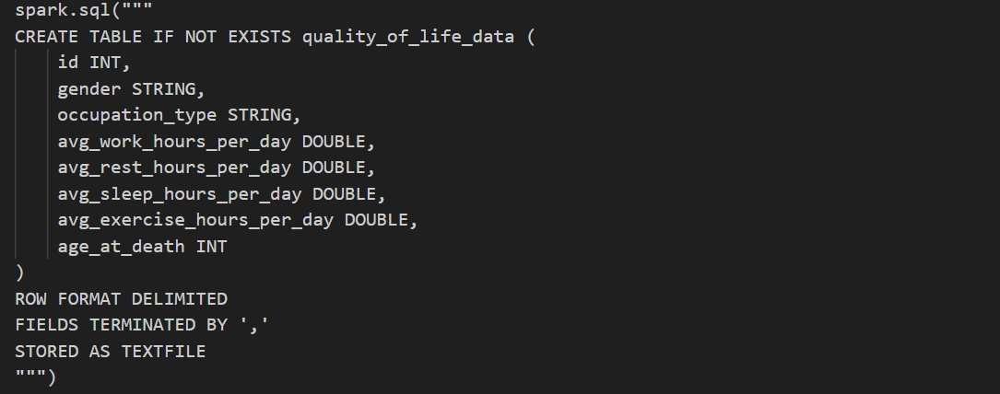 spark.sql("""
CREATE TABLE IF NOT EXISTS quality_of_life_data (
    id INT,
    gender STRING,
    occupation_type STRING,
    avg_work_hours_per_day DOUBLE,
    avg_rest_hours_per_day DOUBLE,
    avg_sleep_hours_per_day DOUBLE,
    avg_exercise_hours_per_day DOUBLE,
    age_at_death INT
)
ROW FORMAT DELIMITED
FIELDS TERMINATED BY ','
STORED AS TEXTFILE
""")